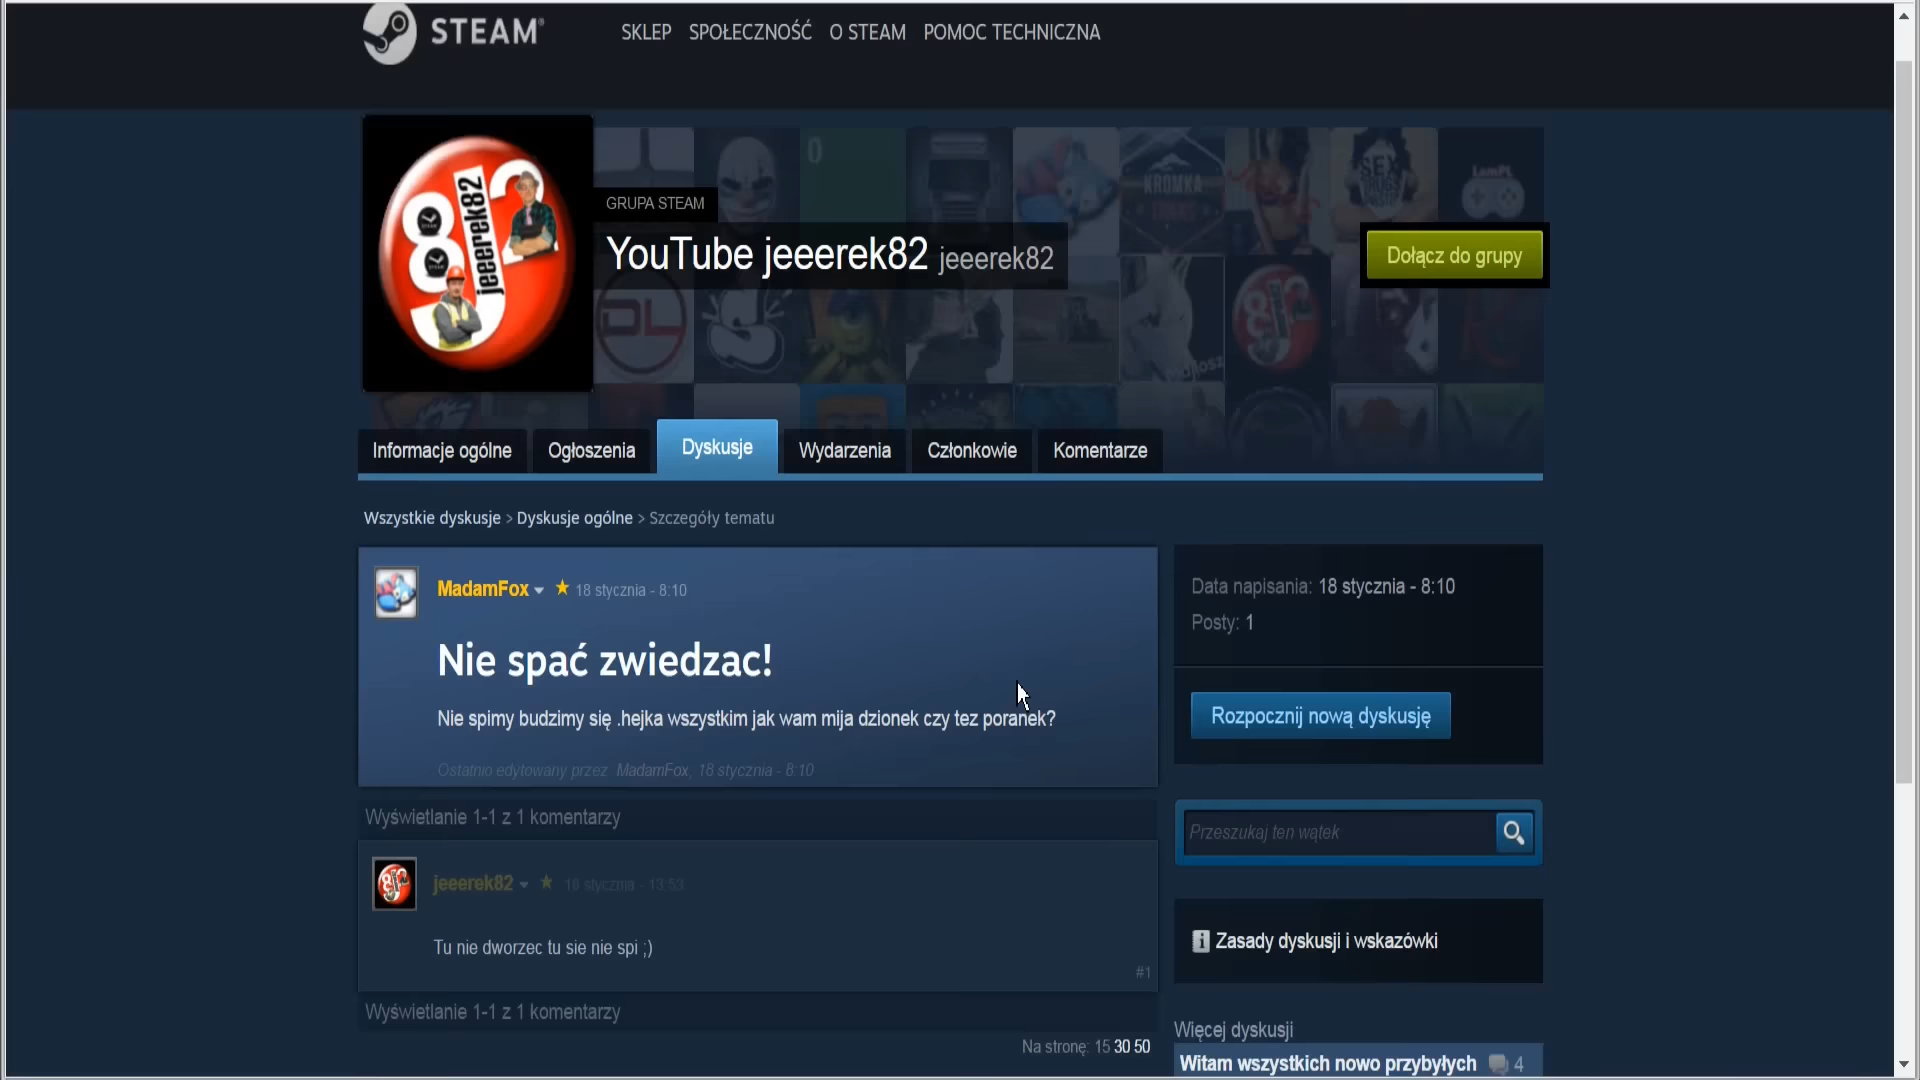 STEAM
SKLEP SPOŁECZNOŚĆ O STEAM POMOC TECHNICZNA
jeeerek82
GRUPA STEAM
YouTube jeeerek82 jeeerek82
Dołącz do grupy
Informacje ogólne Ogłoszenia Dyskusje Wydarzenia Członkowie Komentarze
Wszystkie dyskusje > Dyskusje ogólne > Szczegóły tematu
MadamFox 18 stycznia - 8:10
Nie spać zwiedzac!
Nie spimy budzimy się .hejka wszystkim jak wam mija dzionek czy tez poranek?
Ostatnio edytowany przez MadamFox, 18 stycznia - 8:10
Data napisania: 18 stycznia - 8:10
Posty: 1
Rozpocznij nową dyskusję
Przeszukaj ten wątek
Zasady dyskusji i wskazówki
Wyświetlanie 1-1 z 1 komentarzy
jeeerek82 18 stycznia - 13:53
Tu nie dworzec tu sie nie spi ;)
#1
Wyświetlanie 1-1 z 1 komentarzy
Na stronę: 15 30 50
Więcej dyskusji
Witam wszystkich nowo przybyłych 4